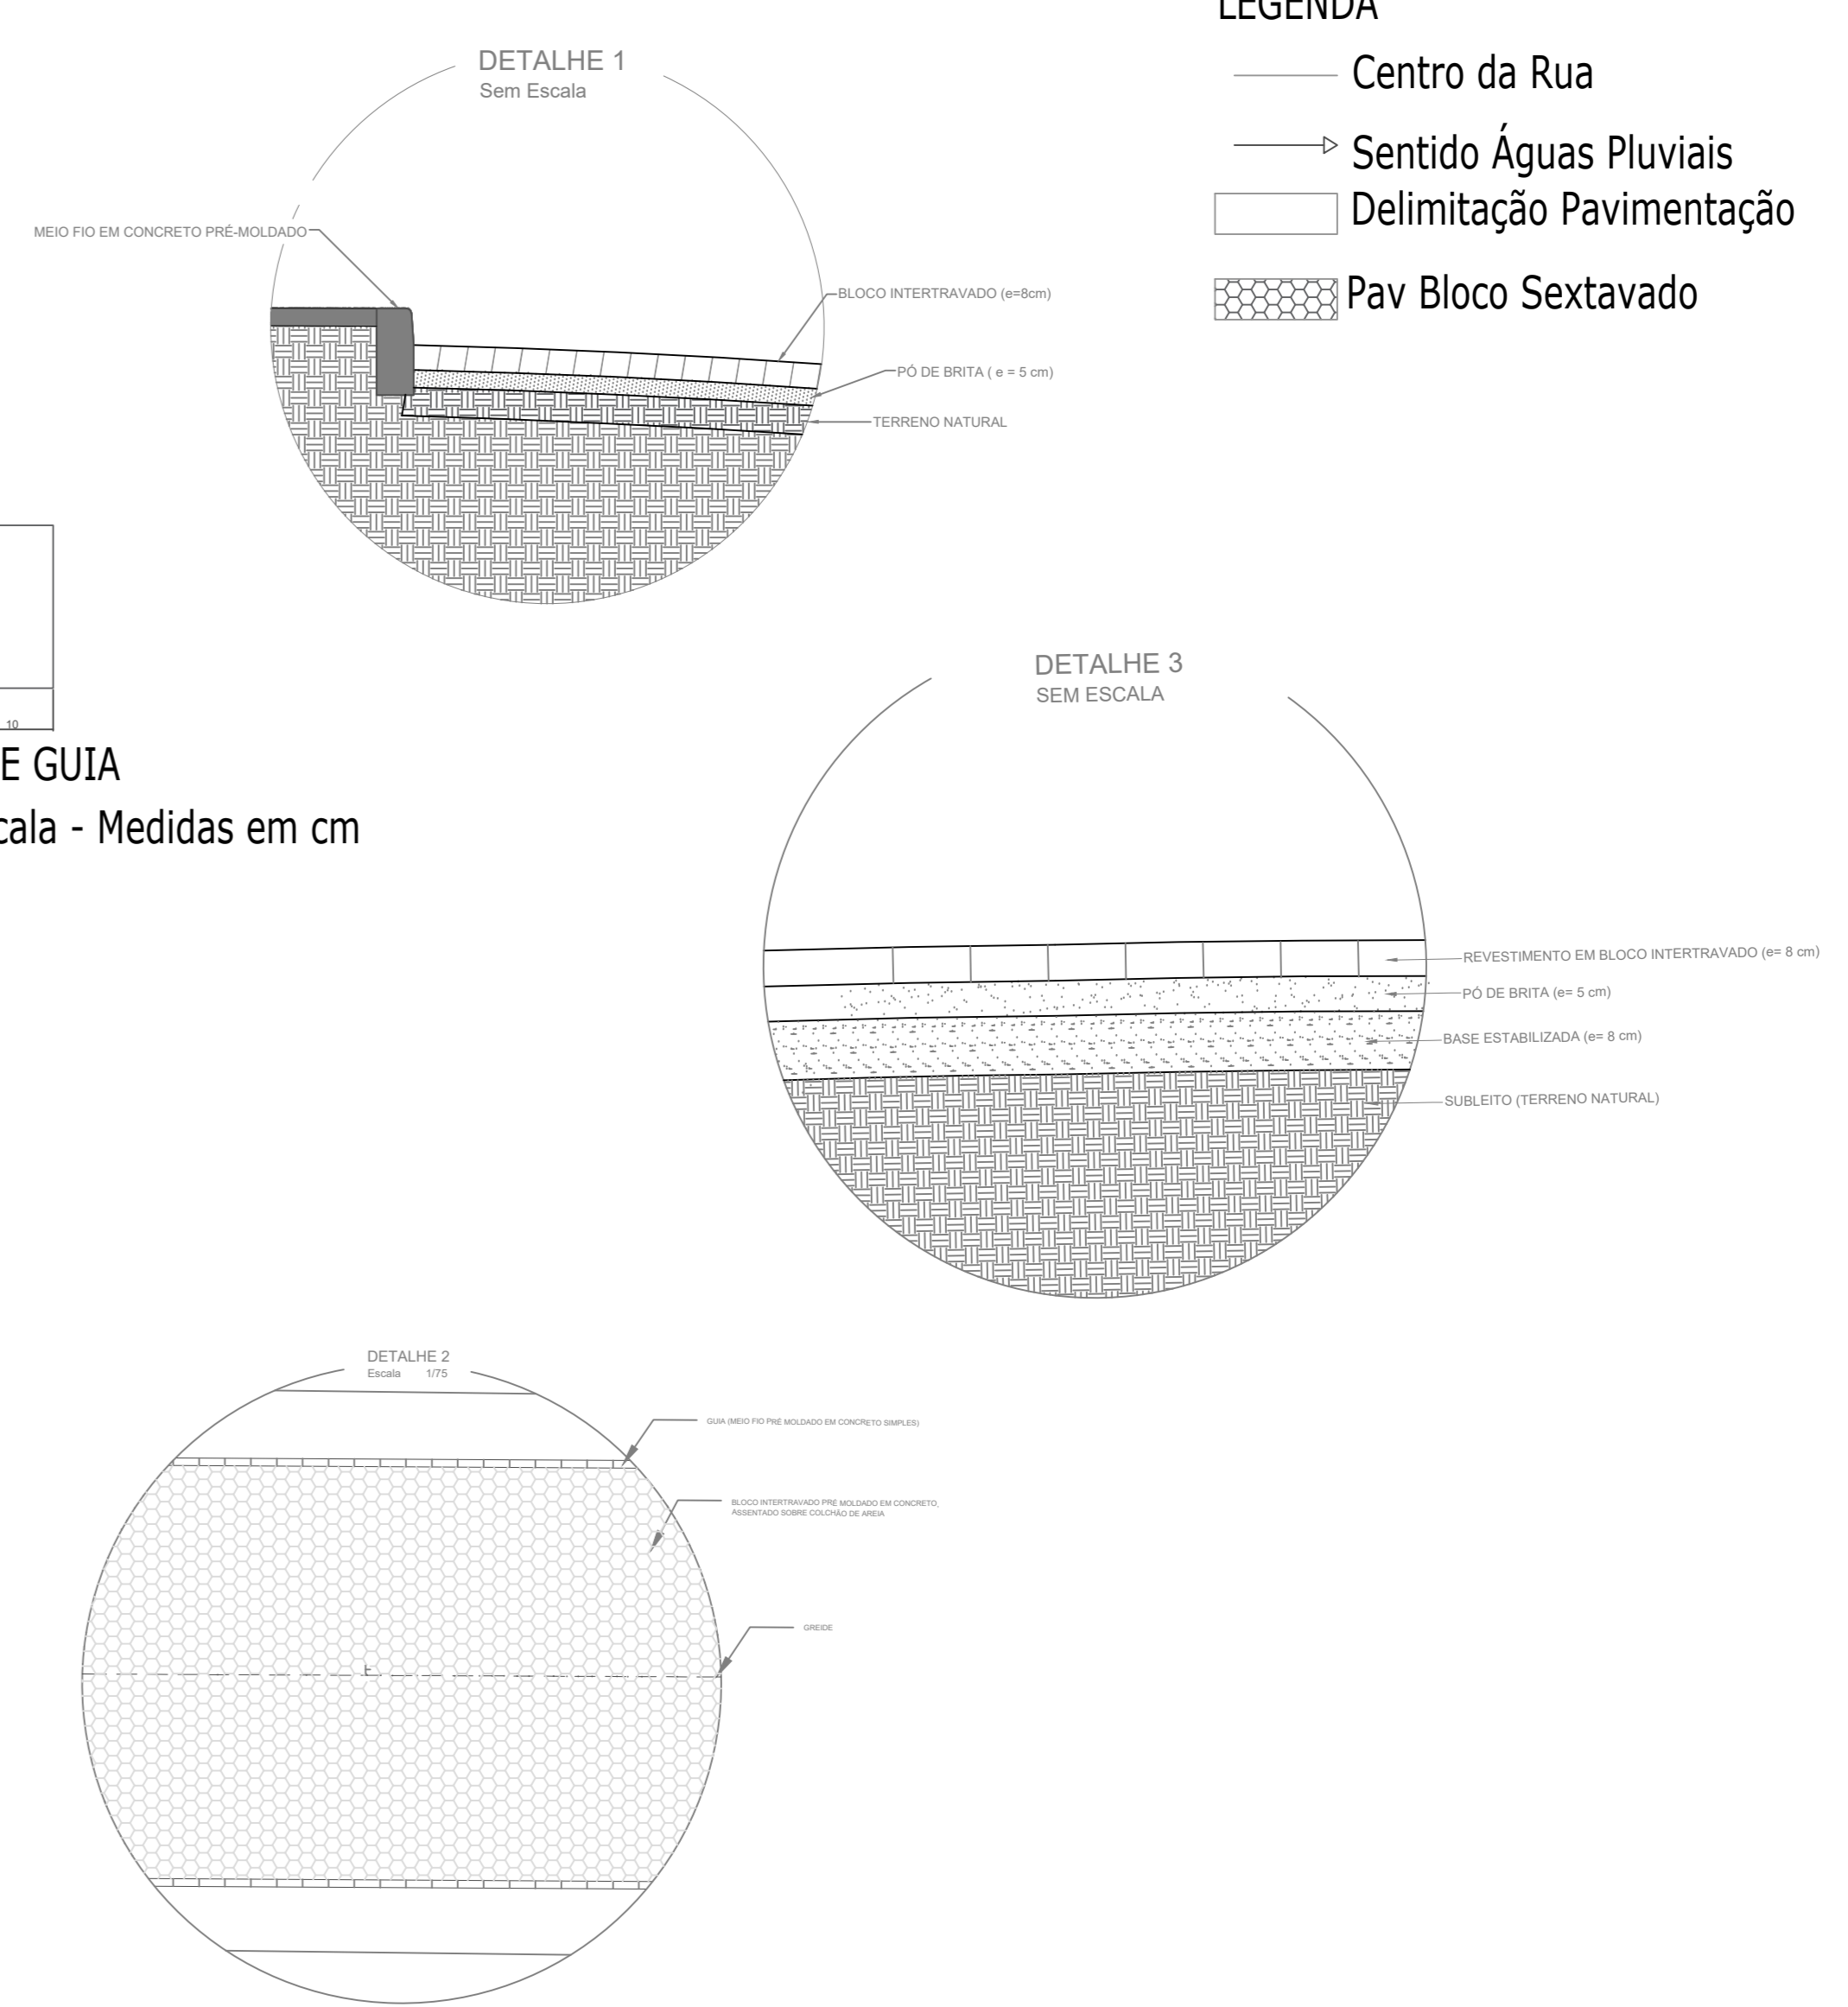 LEGENDA
Centro da Rua
Sentido Águas Pluviais
Delimitação Pavimentação
Pav Bloco Sextavado
DETALHE 1
Sem Escala
MEIO FIO EM CONCRETO PRÉ-MOLDADO
BLOCO INTERTRAVADO (e=8cm)
PÓ DE BRITA ( e = 5 cm)
TERRENO NATURAL
10
E GUIA
cala - Medidas em cm
DETALHE 3
SEM ESCALA
REVESTIMENTO EM BLOCO INTERTRAVADO (e= 8 cm)
PÓ DE BRITA (e= 5 cm)
BASE ESTABILIZADA (e= 8 cm)
SUBLEITO (TERRENO NATURAL)
DETALHE 2
Escala 1/75
GUIA (MEIO FIO PRÉ MOLDADO EM CONCRETO SIMPLES)
BLOCO INTERTRAVADO PRÉ MOLDADO EM CONCRETO,
ASSENTADO SOBRE COLCHÃO DE AREIA
GREIDE